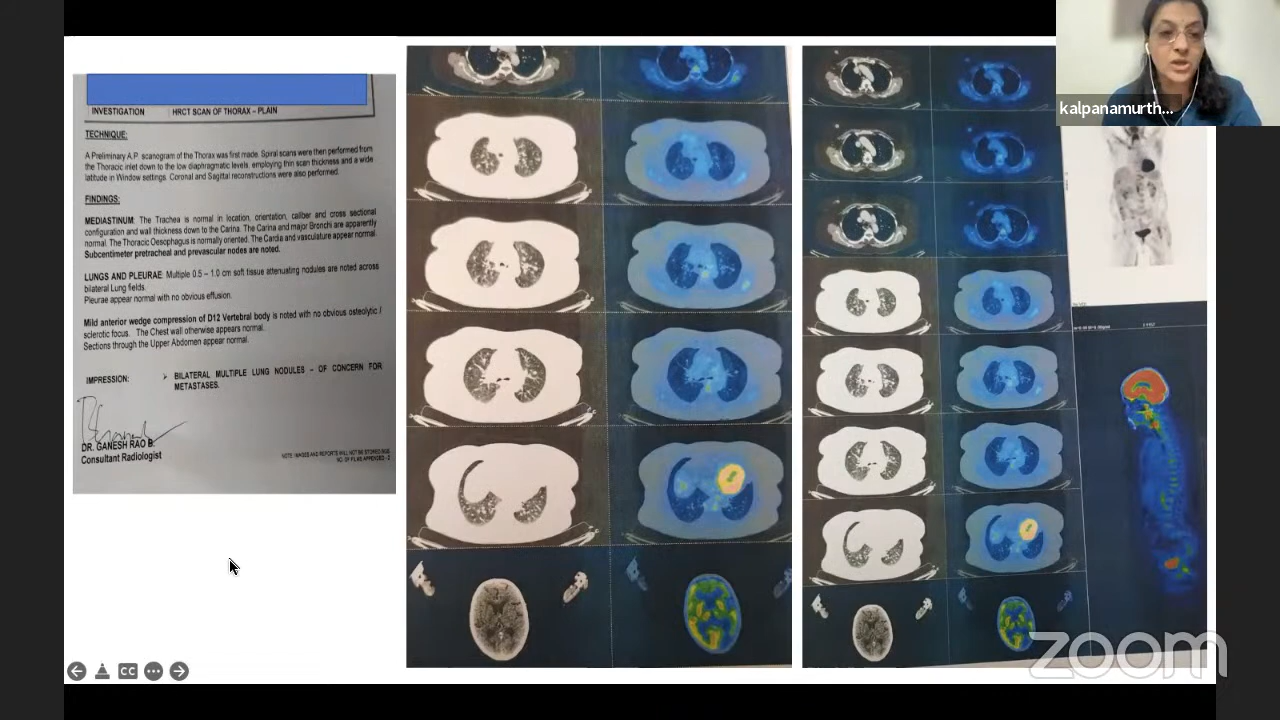 INVESTIGATION HRCT SCAN OF THORAX – PLAIN
TECHNIQUE:
A Preliminary A.P. scanogram of the Thorax was first made. Spiral scans were then performed from
the Thoracic inlet down to the low diaphragmatic levels, employing thin scan thickness and a wide
latitude in Window settings. Coronal and Sagittal reconstructions were also performed.
FINDINGS:
MEDIASTINUM: The Trachea is normal in location, orientation, caliber and cross sectional
configuration and wall thickness down to the Carina. The Carina and major Bronchi are apparently
normal. The Thoracic Oesophagus is normally oriented. The Cardia and vasculature appear normal.
Subcentimeter pretracheal and prevascular nodes are noted.
LUNGS AND PLEURAE: Multiple 0.5 – 1.0 cm soft tissue attenuating nodules are noted across
bilateral Lung fields.
Pleurae appear normal with no obvious effusion.
Mild anterior wedge compression of D12 Vertebral body is noted with no obvious osteolytic /
sclerotic focus. The Chest wall otherwise appears normal.
Sections through the Upper Abdomen appear normal.
IMPRESSION: ➢ BILATERAL MULTIPLE LUNG NODULES – OF CONCERN FOR
METASTASES.
DR. GANESH RAO B.
Consultant Radiologist
kalpanamurth...
CC
zoom